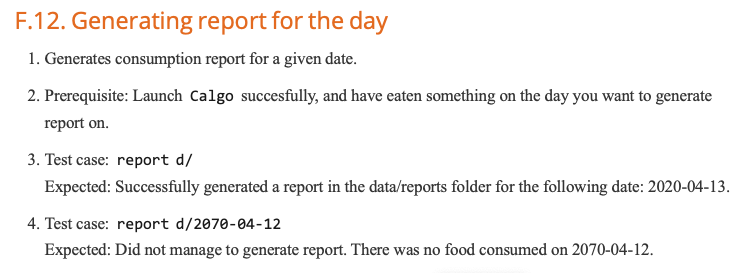 F.12. Generating report for the day
1. Generates consumption report for a given date.
2. Prerequisite: Launch Calgo succesfully, and have eaten something on the day you want to generate
report on.
3. Test case: report d/
Expected: Successfully generated a report in the data/reports folder for the following date: 2020-04-13.
4. Test case: report d/2070-04-12
Expected: Did not manage to generate report. There was no food consumed on 2070-04-12.